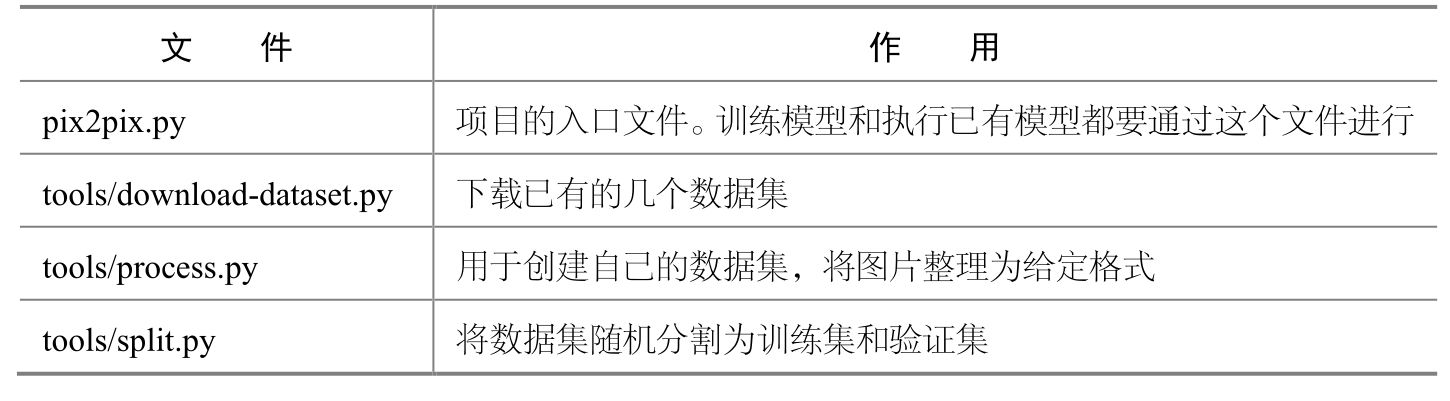 文 件 作 用
pix2pix.py 项目的入口文件。训练模型和执行已有模型都要通过这个文件进行
tools/download-dataset.py 下载已有的几个数据集
tools/process.py 用于创建自己的数据集，将图片整理为给定格式
tools/split.py 将数据集随机分割为训练集和验证集